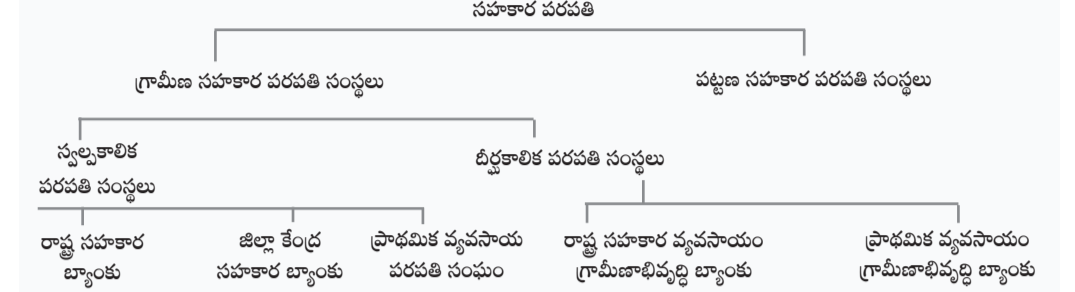 సహకార పరపతి
గ్రామీణ సహకార పరపతి సంస్థలు
పట్టణ సహకార పరపతి సంస్థలు
స్వల్పకాలిక
పరపతి సంస్థలు
దీర్ఘకాలిక పరపతి సంస్థలు
రాష్ట్ర సహకార
బ్యాంకు
జిల్లా కేంద్ర
సహకార బ్యాంకు
ప్రాథమిక వ్యవసాయ
పరపతి సంఘం
రాష్ట్ర సహకార వ్యవసాయం
గ్రామీణాభివృద్ధి బ్యాంకు
ప్రాథమిక వ్యవసాయం
గ్రామీణాభివృద్ధి బ్యాంకు